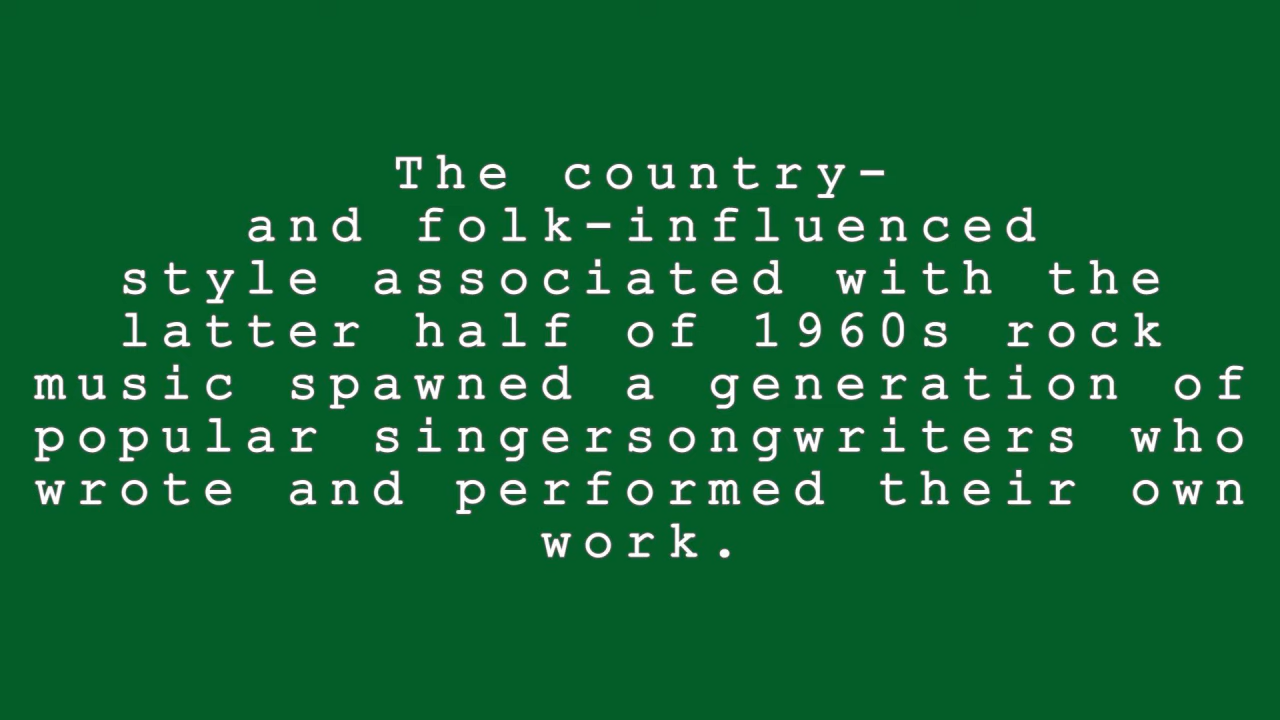 The country-
and folk-influenced
style associated with the
latter half of 1960s rock
music spawned a generation of
popular singersongwriters who
wrote and performed their own
work.